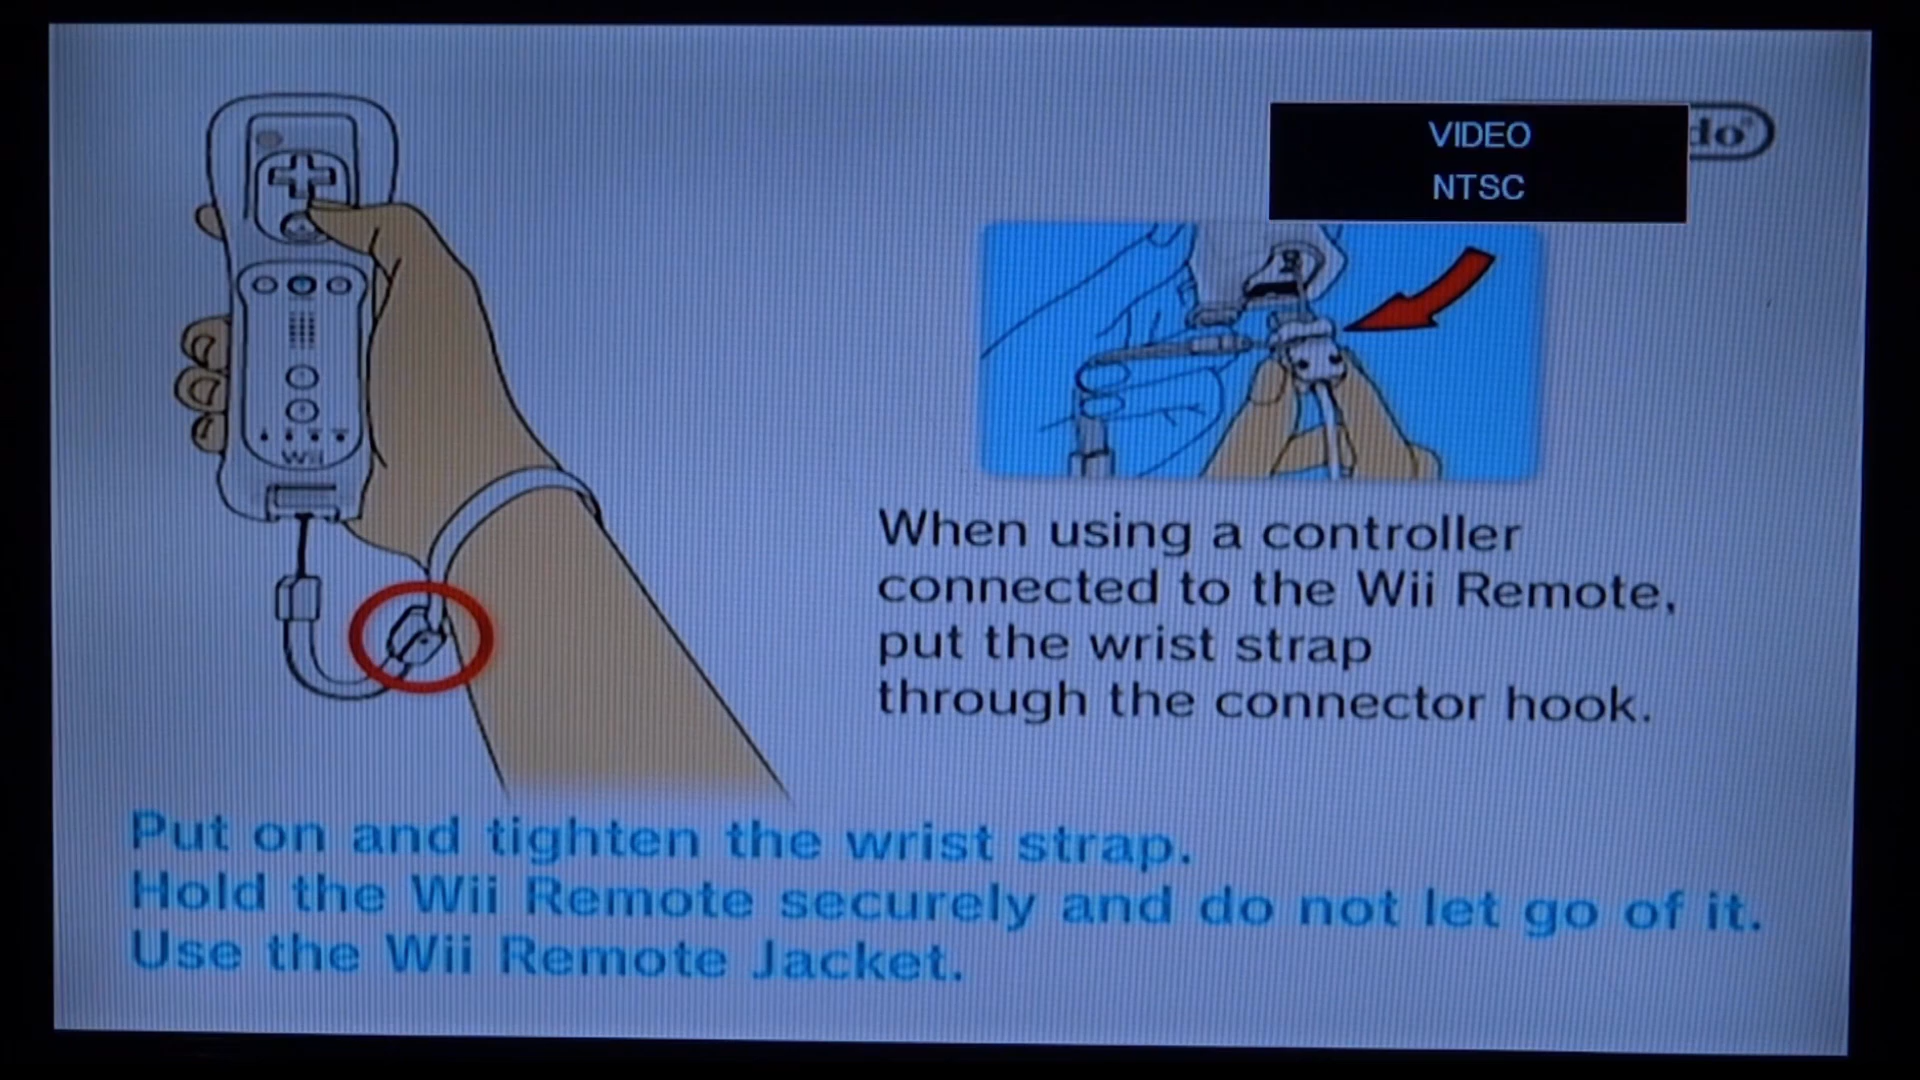 VIDEO
NTSC
do®
When using a controller
connected to the Wii Remote,
put the wrist strap
through the connector hook.
Wii
Put on and tighten the wrist strap.
Hold the Wii Remote securely and do not let go of it.
Use the Wii Remote Jacket.